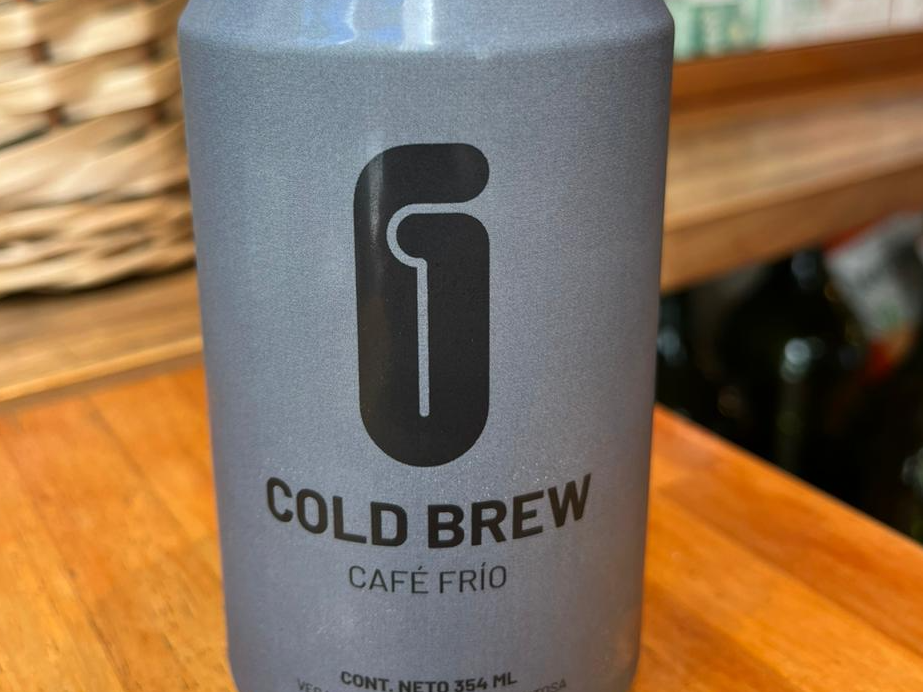 COLD BREW
CAFÉ FRÍO
CONT. NETO 354 ML